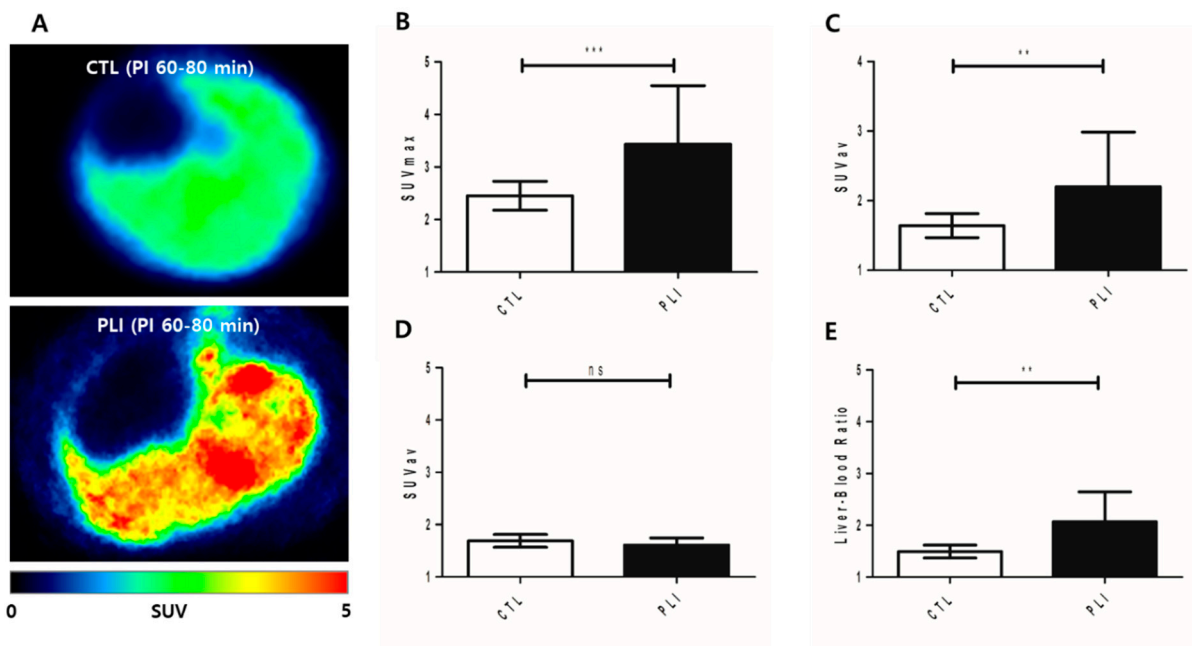 A
CTL (PI 60-80 min)
PLI (PI 60-80 min)
0 SUV 5
B
***
5
4
3
2
1
SUVmax
CTL PLI
C
**
4
3
2
1
SUVav
CTL PLI
D
ns
5
4
3
2
1
SUVav
CTL PLI
E
**
5
4
3
2
1
Liver-Blood Ratio
CTL PLI